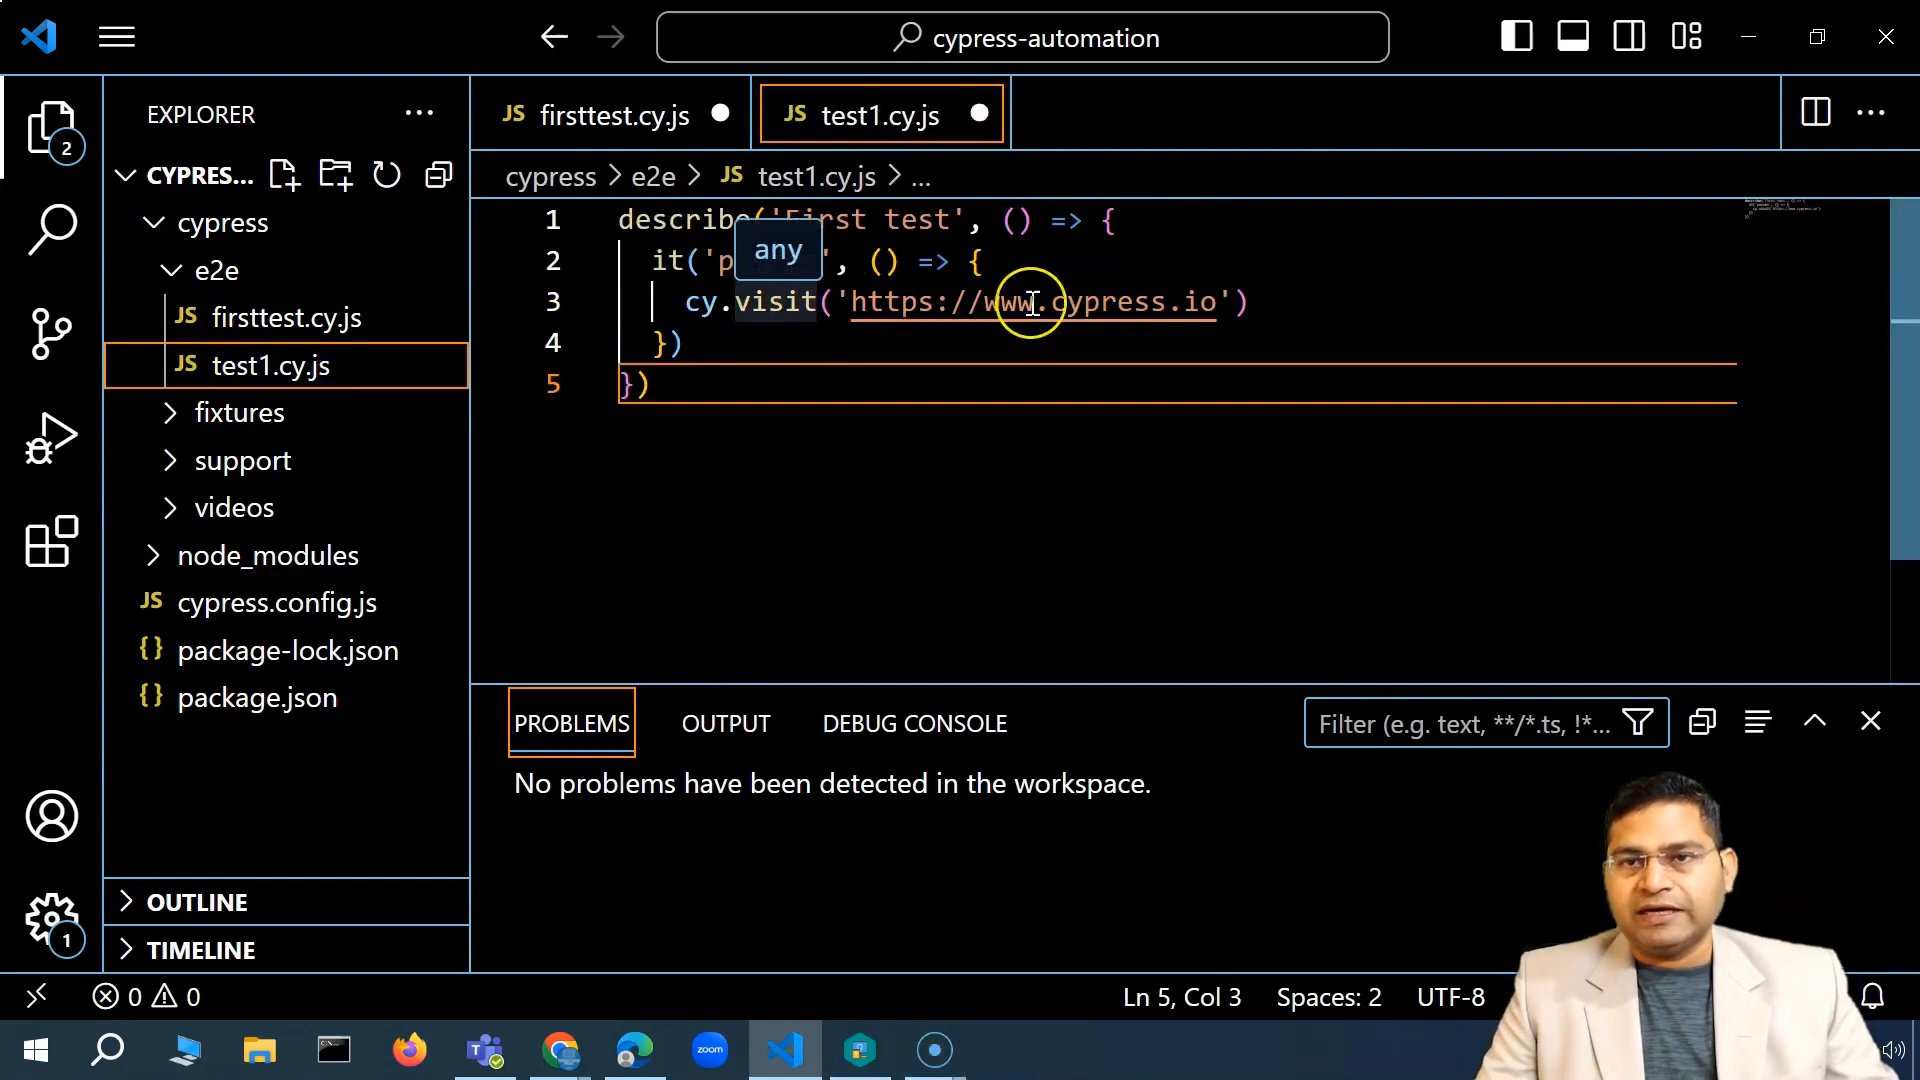 cypress-automation
EXPLORER
JS firsttest.cy.js
JS test1.cy.js
2
CYPRES...
cypress > e2e > JS test1.cy.js > ...
cypress
e2e
JS firsttest.cy.js
JS test1.cy.js
fixtures
support
videos
node_modules
JS cypress.config.js
{} package-lock.json
{} package.json
OUTLINE
TIMELINE
1
1 describe('First test', () => {
any
2 it('p ', () => {
3 cy.visit('https://www.cypress.io')
4 })
5 })
PROBLEMS
OUTPUT
DEBUG CONSOLE
Filter (e.g. text, **/*.ts, !*...
No problems have been detected in the workspace.
0 0
Ln 5, Col 3
Spaces: 2
UTF-8
T
zoom